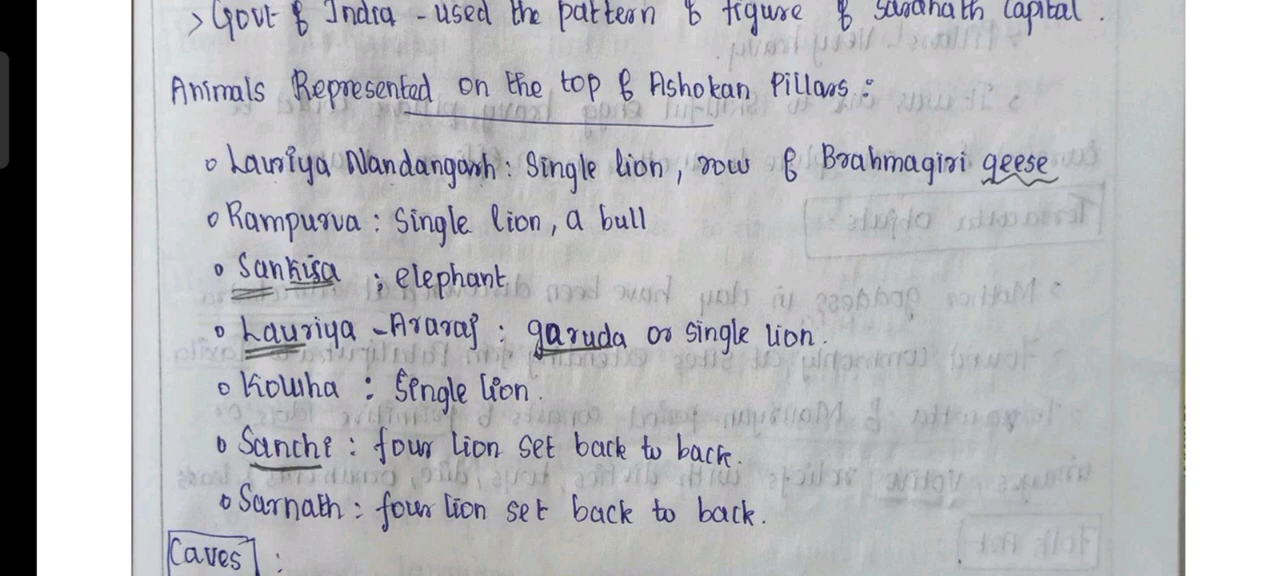 > Govt of India - used the pattern of figure of Saranath Capital.
Animals Represented on the top of Ashokan Pillars :
o Lauriya Nandangarh : Single lion, row of Brahmagiri geese
o Rampurva : Single lion, a bull
o Sankisa : elephant
o Lauriya - Araraj : garuda or single lion.
o Kowha : Single lion.
o Sanchi : four lion set back to back.
o Sarnath : four lion set back to back.
Caves :